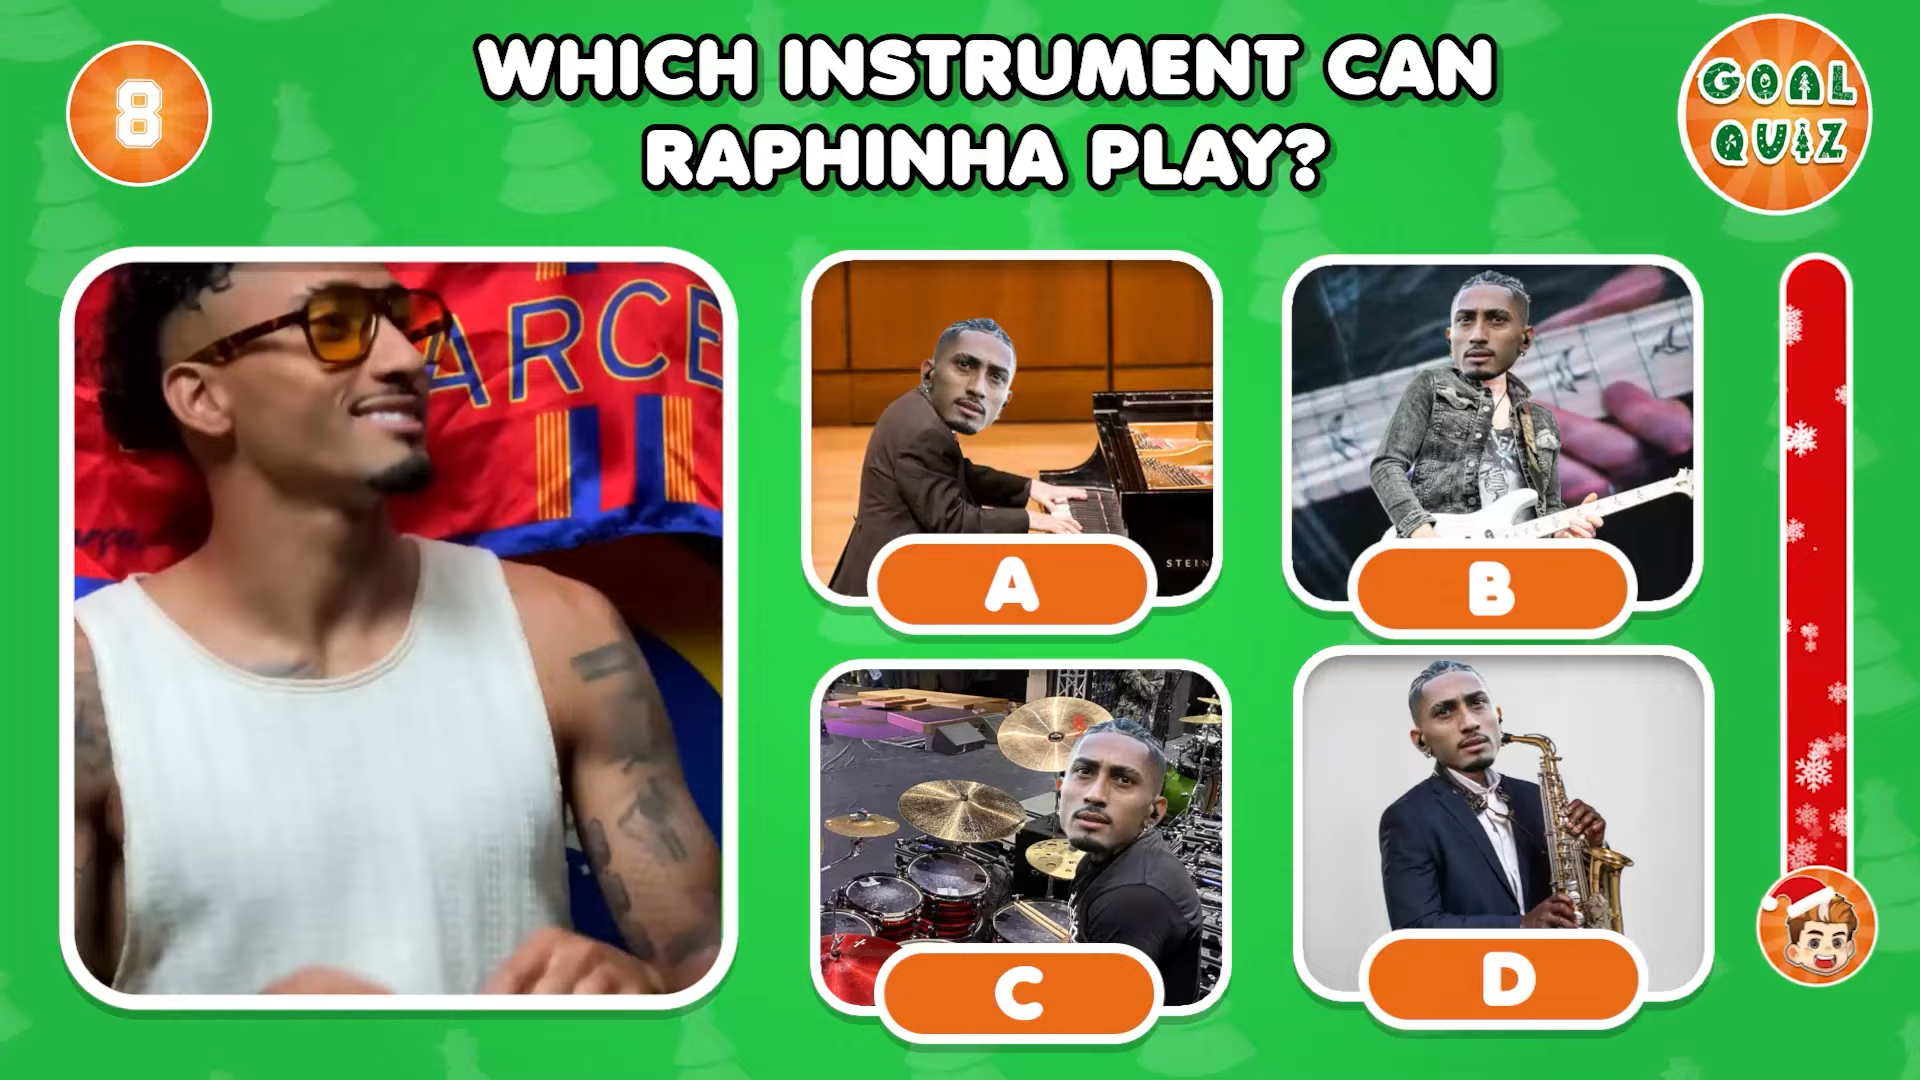 8
WHICH INSTRUMENT CAN
RAPHINHA PLAY?
GOAL
QUIZ
ARCE
STEIN
A
B
C
D